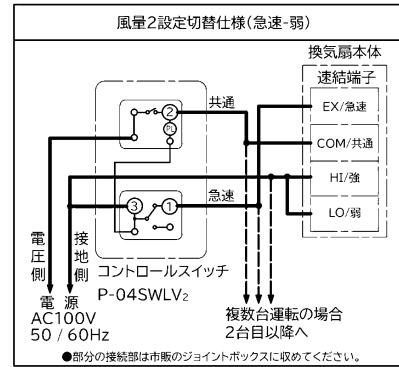 風量2設定切替仕様(急速-弱)
換気扇本体
速結端子
共通
EX/急速
COM/共通
HI/強
LO/弱
2
PL
3
1
急速
電圧側
接地側
コントロールスイッチ
P-04SWLV2
電 源
AC100V
50 / 60Hz
複数台運転の場合
2台目以降へ
●部分の接続部は市販のジョイントボックスに収めてください。